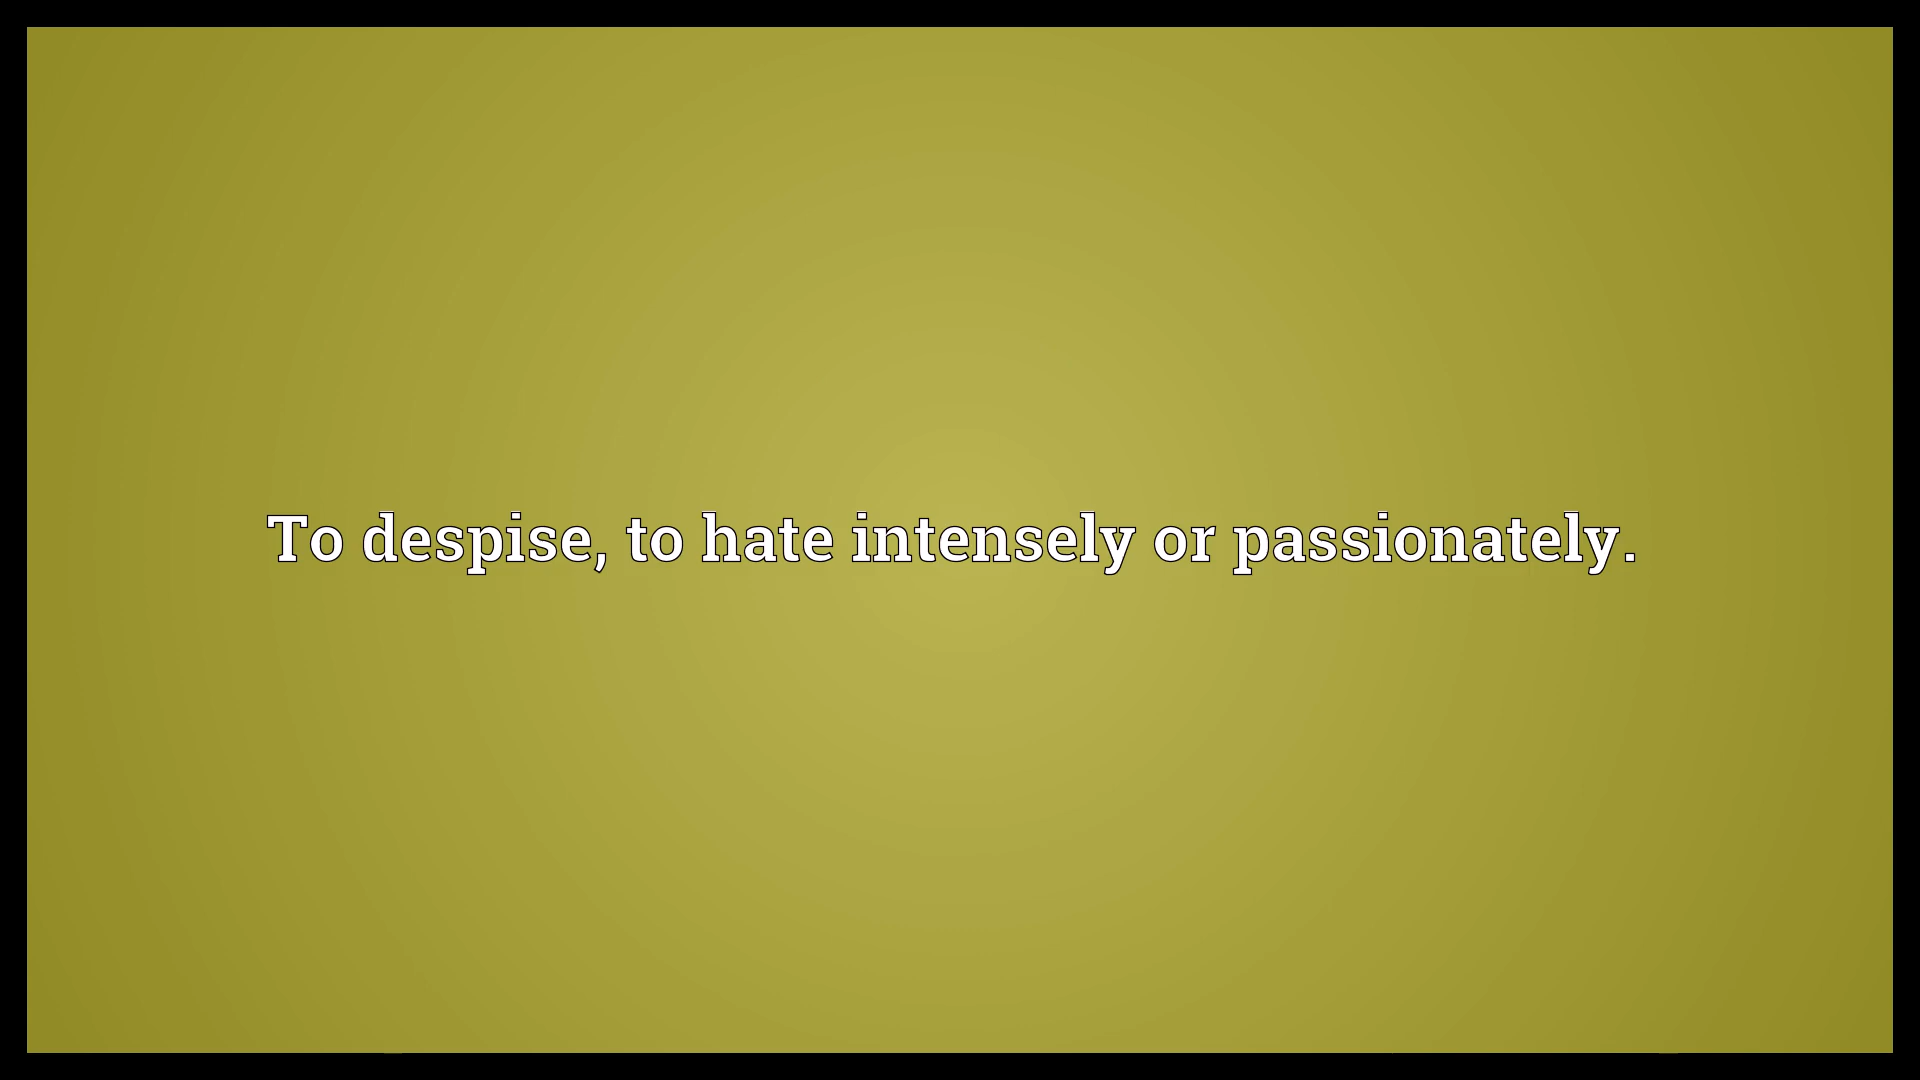 To despise, to hate intensely or passionately.